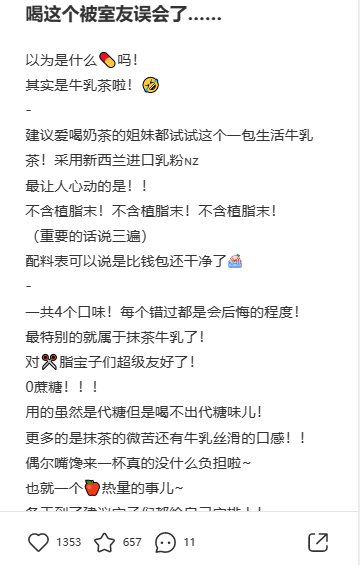 喝这个被室友误会了……
以为是什么💊吗！
其实是牛乳茶啦！🤣
-
建议爱喝奶茶的姐妹都试试这个一包生活牛乳
茶！采用新西兰进口乳粉ɴᴢ
最让人心动的是！！
不含植脂末！不含植脂末！不含植脂末！
（重要的话说三遍）
配料表可以说是比钱包还干净了🧼
-
一共4个口味！每个错过都是会后悔的程度！
最特别的就属于抹茶牛乳了！
对✂️脂宝子们超级友好了！
0蔗糖！！！
用的虽然是代糖但是喝不出代糖味儿！
更多的是抹茶的微苦还有牛乳丝滑的口感！！
偶尔嘴馋来一杯真的没什么负担啦~
也就一个🍎热量的事儿~
1353 657 11